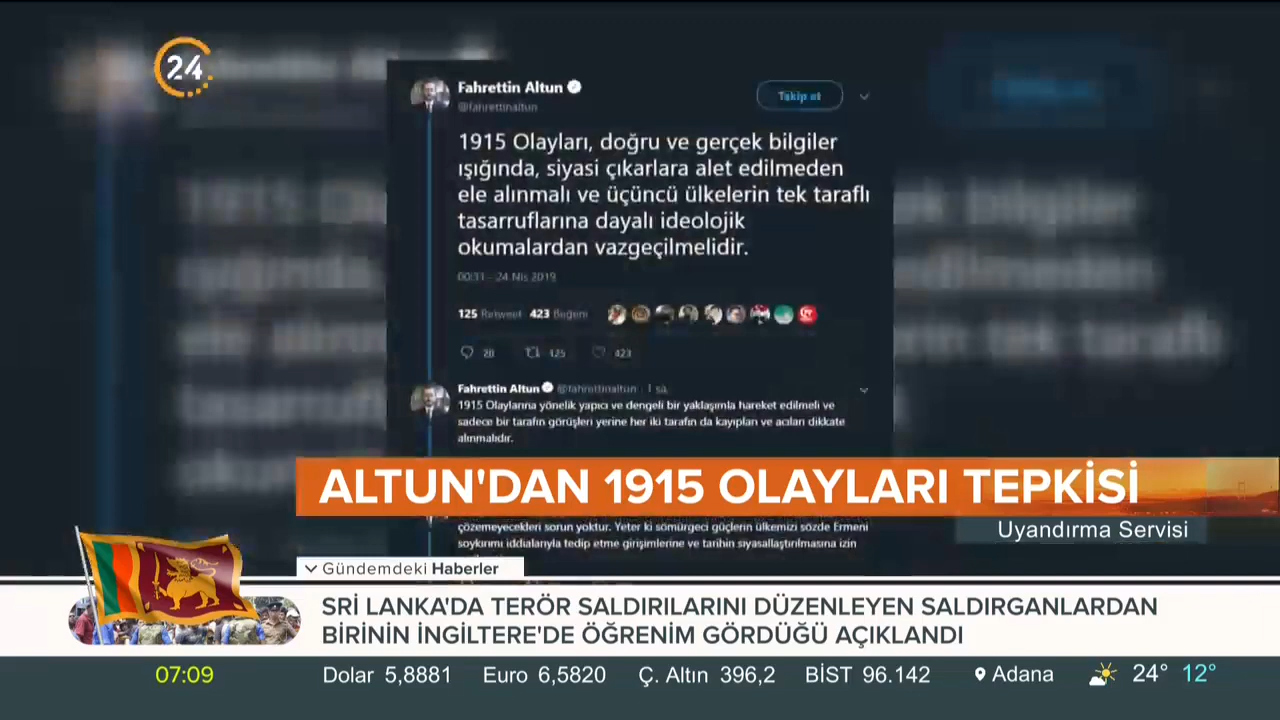 24
Fahrettin Altun
@fahrettinaltun
Takip et
1915 Olayları, doğru ve gerçek bilgiler
ışığında, siyasi çıkarlara alet edilmeden
ele alınmalı ve üçüncü ülkelerin tek taraflı
tasarruflarına dayalı ideolojik
okumalardan vazgeçilmelidir.
00:31 - 24 Nis 2019
125 Retweet 423 Beğeni
20 125 423
Fahrettin Altun @fahrettinaltun · 1 sa.
1915 Olaylarına yönelik yapıcı ve dengeli bir yaklaşımla hareket edilmeli ve
sadece bir tarafın görüşleri yerine her iki tarafın da kayıpları ve acıları dikkate
alınmalıdır.
ALTUN'DAN 1915 OLAYLARI TEPKİSİ
çözemeyecekleri sorun yoktur. Yeter ki sömürgeci güçlerin ülkemizi sözde Ermeni
soykırımı iddialarıyla tedip etme girişimlerine ve tarihin siyasallaştırılmasına izin
Uyandırma Servisi
Gündemdeki Haberler
SRİ LANKA'DA TERÖR SALDIRILARINI DÜZENLEYEN SALDIRGANLARDAN
BİRİNİN İNGİLTERE'DE ÖĞRENİM GÖRDÜĞÜ AÇIKLANDI
07:09 Dolar 5,8881 Euro 6,5820 Ç. Altın 396,2 BİST 96.142 Adana 24° 12°